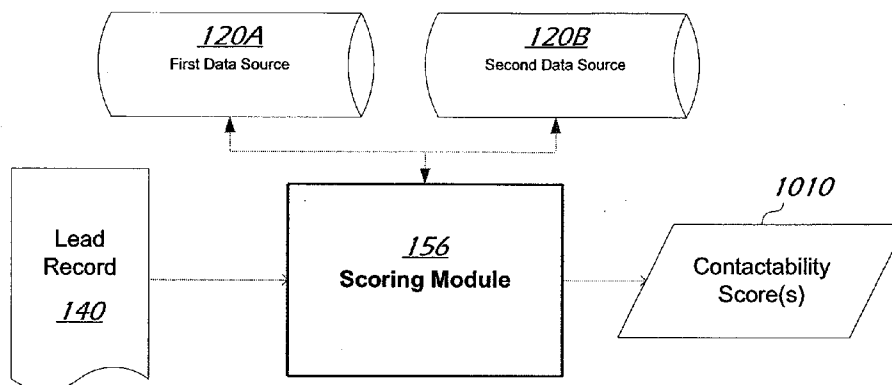 120A
First Data Source
120B
Second Data Source
1010
Lead
Record
140
156
Scoring Module
Contactability
Score(s)